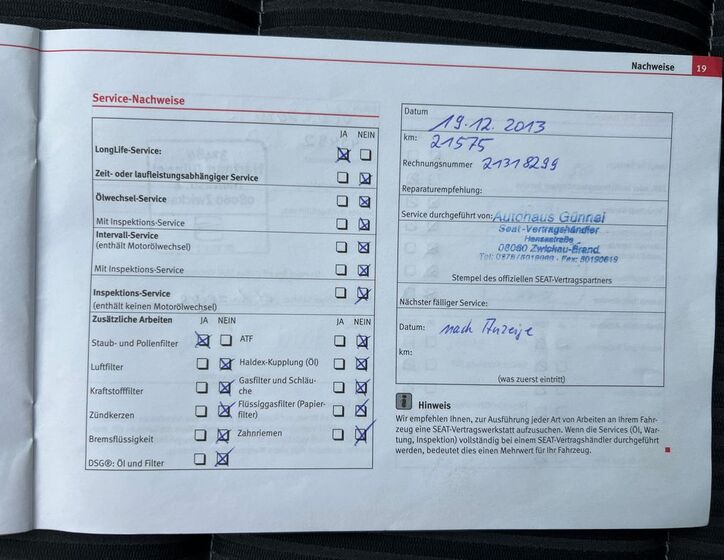 Nachweise 19
Service-Nachweise
JA NEIN
LongLife-Service:
Zeit- oder laufleistungsabhängiger Service
Ölwechsel-Service
Mit Inspektions-Service
Intervall-Service
(enthält Motorölwechsel)
Mit Inspektions-Service
Inspektions-Service
(enthält keinen Motorölwechsel)
Zusätzliche Arbeiten JA NEIN JA NEIN
Staub- und Pollenfilter ATF
Luftfilter Haldex-Kupplung (Öl)
Kraftstofffilter Gasfilter und Schläu-
che
Zündkerzen Flüssiggasfilter (Papier-
filter)
Bremsflüssigkeit Zahnriemen
DSG®: Öl und Filter
Datum 19.12.2013
km: 21575
Rechnungsnummer 21318299
Reparaturempfehlung:
Service durchgeführt von: Autohaus Günnel
Seat-Vertragshändler
08060 Zwickau-Brand
Stempel des offiziellen SEAT-Vertragspartners
Nächster fälliger Service:
Datum: nach Anzeige
km:
(was zuerst eintritt)
i Hinweis
Wir empfehlen Ihnen, zur Ausführung jeder Art von Arbeiten an Ihrem Fahr-
zeug eine SEAT-Vertragswerkstatt aufzusuchen. Wenn die Services (Öl, War-
tung, Inspektion) vollständig bei einem SEAT-Vertragshändler durchgeführt
werden, bedeutet dies einen Mehrwert für Ihr Fahrzeug.